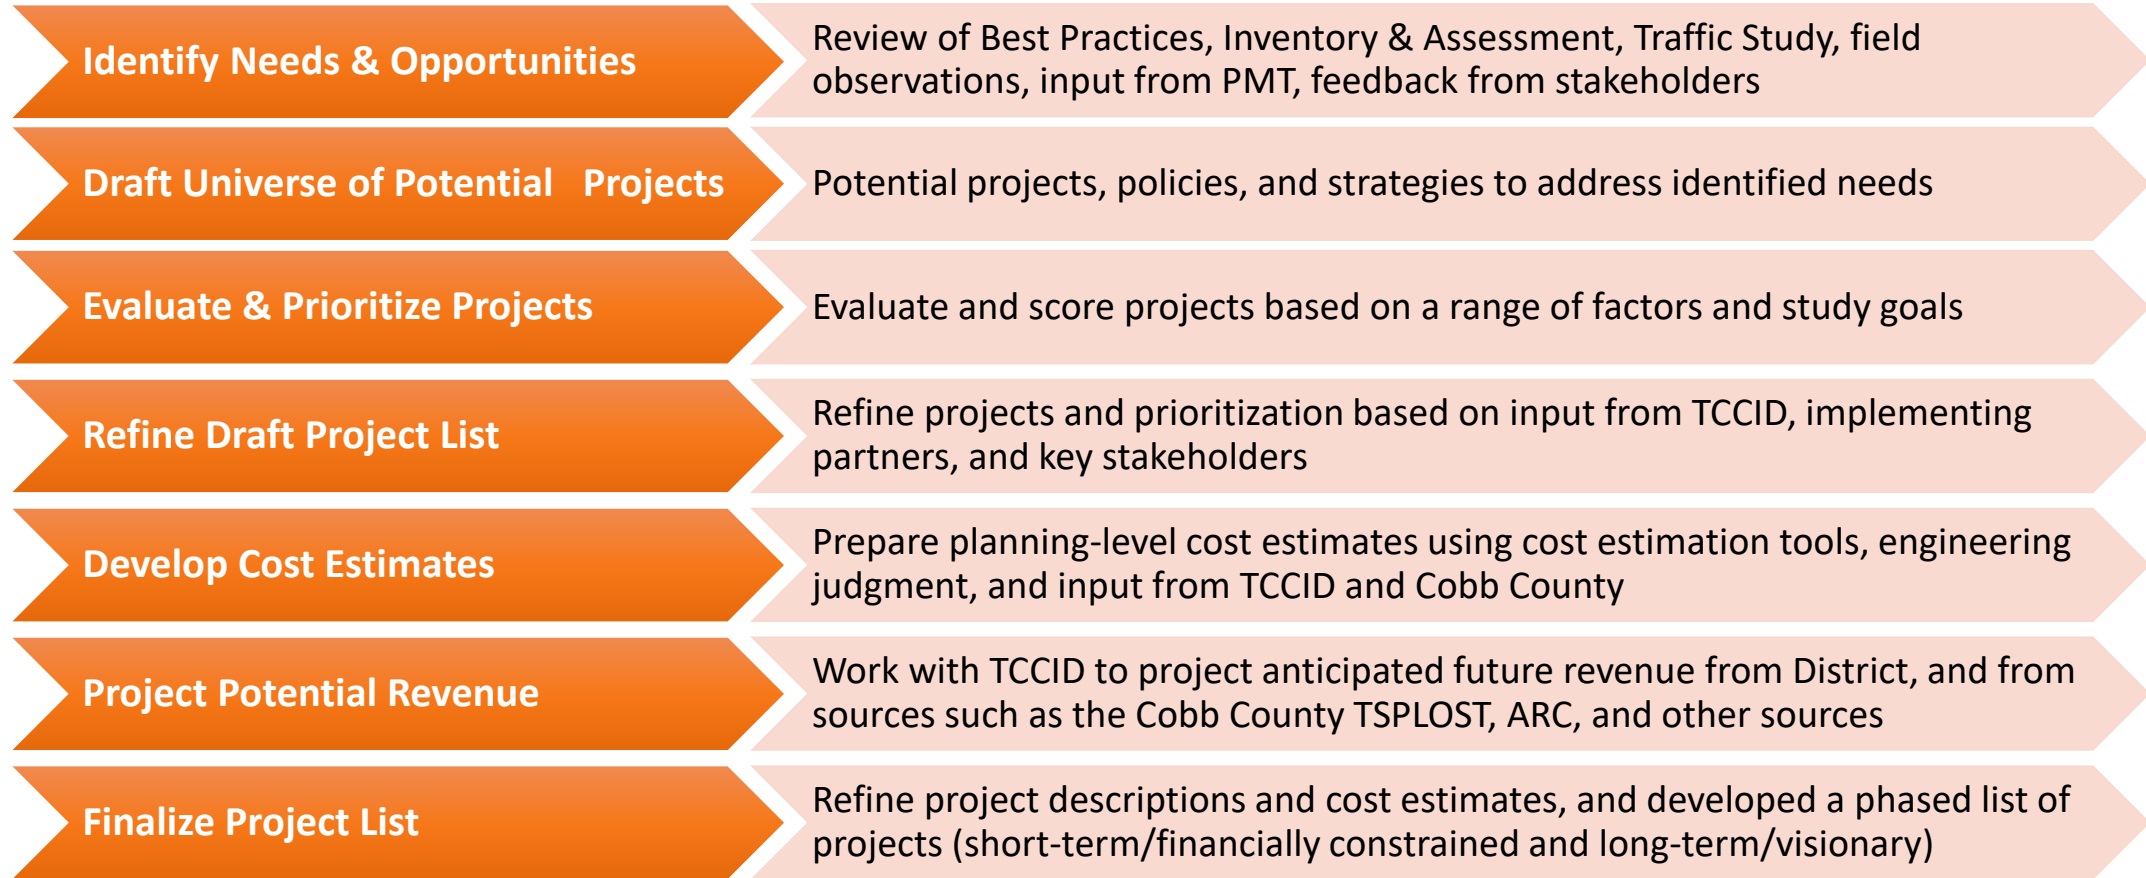 Identify Needs & Opportunities
Review of Best Practices, Inventory & Assessment, Traffic Study, field
observations, input from PMT, feedback from stakeholders
Draft Universe of Potential Projects
Potential projects, policies, and strategies to address identified needs
Evaluate & Prioritize Projects
Evaluate and score projects based on a range of factors and study goals
Refine Draft Project List
Refine projects and prioritization based on input from TCCID, implementing
partners, and key stakeholders
Develop Cost Estimates
Prepare planning-level cost estimates using cost estimation tools, engineering
judgment, and input from TCCID and Cobb County
Project Potential Revenue
Work with TCCID to project anticipated future revenue from District, and from
sources such as the Cobb County TSPLOST, ARC, and other sources
Finalize Project List
Refine project descriptions and cost estimates, and developed a phased list of
projects (short-term/financially constrained and long-term/visionary)